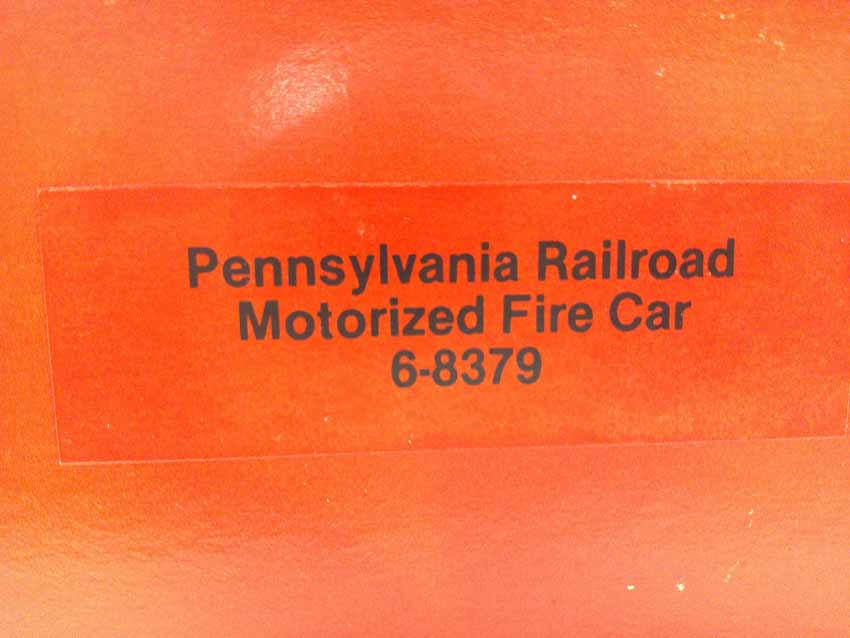 Pennsylvania Railroad
Motorized Fire Car
6-8379